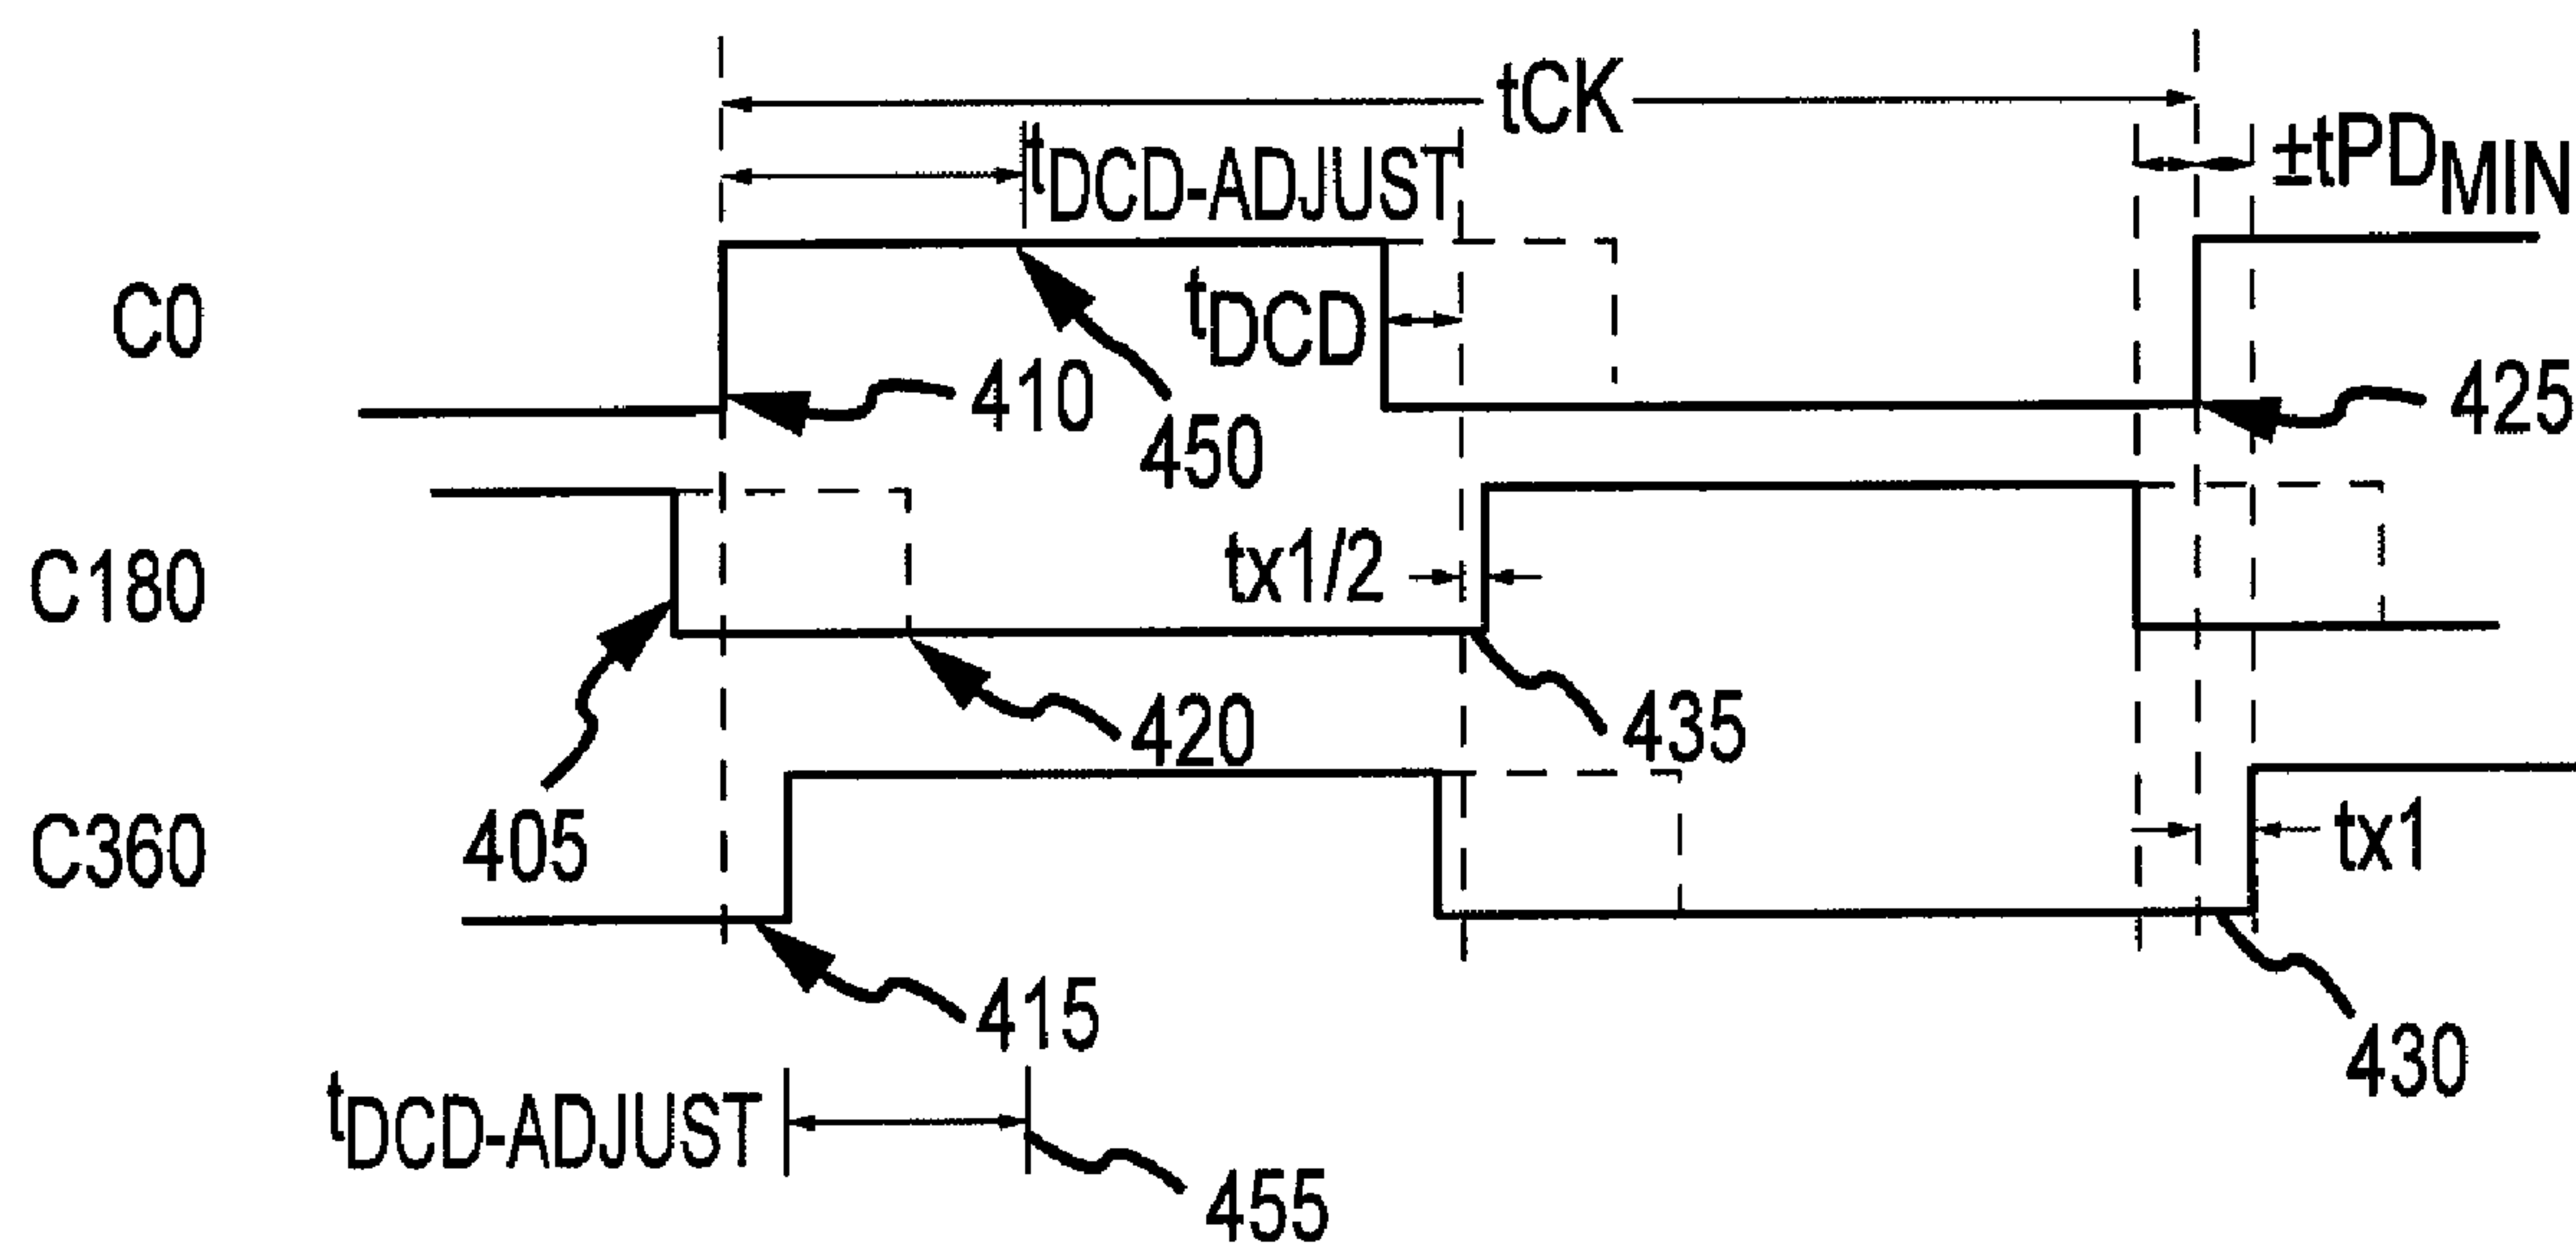 tCK
tDCD-ADJUST
±tPDMIN
C0
tDCD
410
450
425
C180
tx1/2
420
435
C360
405
tx1
415
430
tDCD-ADJUST
455